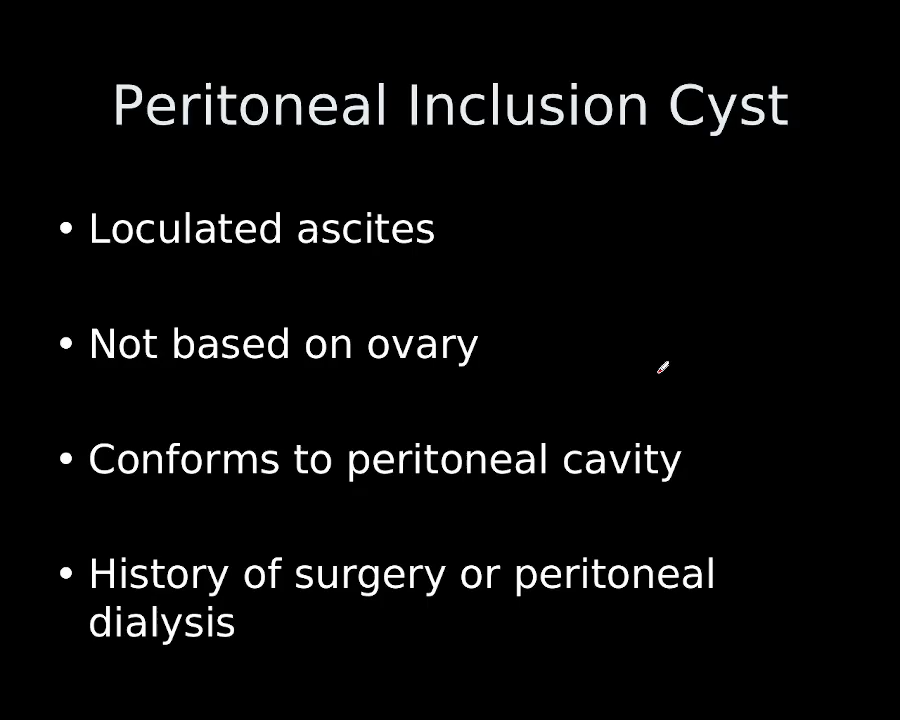 Peritoneal Inclusion Cyst
• Loculated ascites
• Not based on ovary
• Conforms to peritoneal cavity
• History of surgery or peritoneal
dialysis